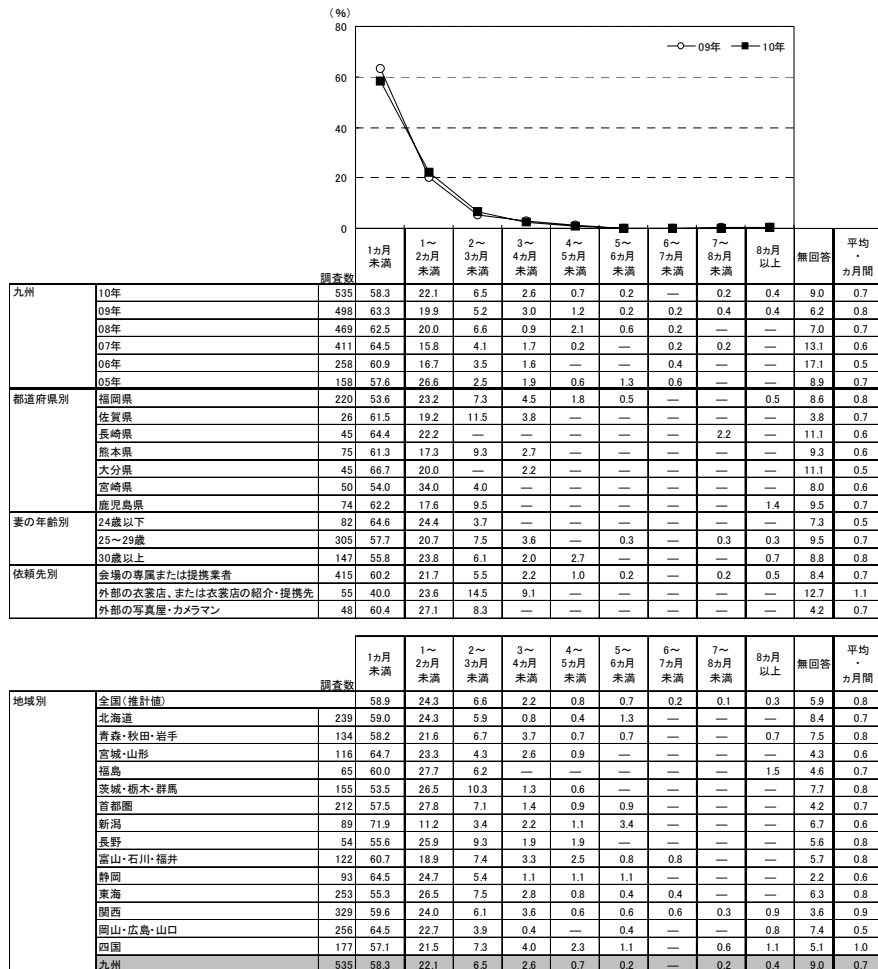 (%)
80
60
40
20
0
09年 10年
調査数 1ヵ月未満 1～2ヵ月未満 2～3ヵ月未満 3～4ヵ月未満 4～5ヵ月未満 5～6ヵ月未満 6～7ヵ月未満 7～8ヵ月未満 8ヵ月以上 無回答 平均・ヵ月間
九州 10年 535 58.3 22.1 6.5 2.6 0.7 0.2 — 0.2 0.4 9.0 0.7
09年 498 63.3 19.9 5.2 3.0 1.2 0.2 0.2 0.4 0.4 6.2 0.8
08年 469 62.5 20.0 6.6 0.9 2.1 0.6 0.2 — — 7.0 0.7
07年 411 64.5 15.8 4.1 1.7 0.2 — 0.2 0.2 — 13.1 0.6
06年 258 60.9 16.7 3.5 1.6 — — 0.4 — — 17.1 0.5
05年 158 57.6 26.6 2.5 1.9 0.6 1.3 0.6 — — 8.9 0.7
都道府県別 福岡県 220 53.6 23.2 7.3 4.5 1.8 0.5 — — 0.5 8.6 0.8
佐賀県 26 61.5 19.2 11.5 3.8 — — — — — 3.8 0.7
長崎県 45 64.4 22.2 — — — — — 2.2 — 11.1 0.6
熊本県 75 61.3 17.3 9.3 2.7 — — — — — 9.3 0.6
大分県 45 66.7 20.0 — 2.2 — — — — — 11.1 0.5
宮崎県 50 54.0 34.0 4.0 — — — — — — 8.0 0.6
鹿児島県 74 62.2 17.6 9.5 — — — — — 1.4 9.5 0.7
妻の年齢別 24歳以下 82 64.6 24.4 3.7 — — — — — — 7.3 0.5
25～29歳 305 57.7 20.7 7.5 3.6 — 0.3 — 0.3 0.3 9.5 0.7
30歳以上 147 55.8 23.8 6.1 2.0 2.7 — — — 0.7 8.8 0.8
依頼先別 会場の専属または提携業者 415 60.2 21.7 5.5 2.2 1.0 0.2 — 0.2 0.5 8.4 0.7
外部の衣裳店、または衣裳店の紹介・提携先 55 40.0 23.6 14.5 9.1 — — — — — 12.7 1.1
外部の写真屋・カメラマン 48 60.4 27.1 8.3 — — — — — — 4.2 0.7
調査数 1ヵ月未満 1～2ヵ月未満 2～3ヵ月未満 3～4ヵ月未満 4～5ヵ月未満 5～6ヵ月未満 6～7ヵ月未満 7～8ヵ月未満 8ヵ月以上 無回答 平均・ヵ月間
地域別 全国(推計値) 58.9 24.3 6.6 2.2 0.8 0.7 0.2 0.1 0.3 5.9 0.8
北海道 239 59.0 24.3 5.9 0.8 0.4 1.3 — — — 8.4 0.7
青森・秋田・岩手 134 58.2 21.6 6.7 3.7 0.7 0.7 — — 0.7 7.5 0.8
宮城・山形 116 64.7 23.3 4.3 2.6 0.9 — — — — 4.3 0.6
福島 65 60.0 27.7 6.2 — — — — — 1.5 4.6 0.7
茨城・栃木・群馬 155 53.5 26.5 10.3 1.3 0.6 — — — — 7.7 0.8
首都圏 212 57.5 27.8 7.1 1.4 0.9 0.9 — — — 4.2 0.7
新潟 89 71.9 11.2 3.4 2.2 1.1 3.4 — — — 6.7 0.6
長野 54 55.6 25.9 9.3 1.9 1.9 — — — — 5.6 0.8
富山・石川・福井 122 60.7 18.9 7.4 3.3 2.5 0.8 0.8 — — 5.7 0.8
静岡 93 64.5 24.7 5.4 1.1 1.1 1.1 — — — 2.2 0.6
東海 253 55.3 26.5 7.5 2.8 0.8 0.4 0.4 — — 6.3 0.8
関西 329 59.6 24.0 6.1 3.6 0.6 0.6 0.6 0.3 0.9 3.6 0.9
岡山・広島・山口 256 64.5 22.7 3.9 0.4 — 0.4 — — 0.8 7.4 0.5
四国 177 57.1 21.5 7.3 4.0 2.3 1.1 — 0.6 1.1 5.1 1.0
九州 535 58.3 22.1 6.5 2.6 0.7 0.2 — 0.2 0.4 9.0 0.7